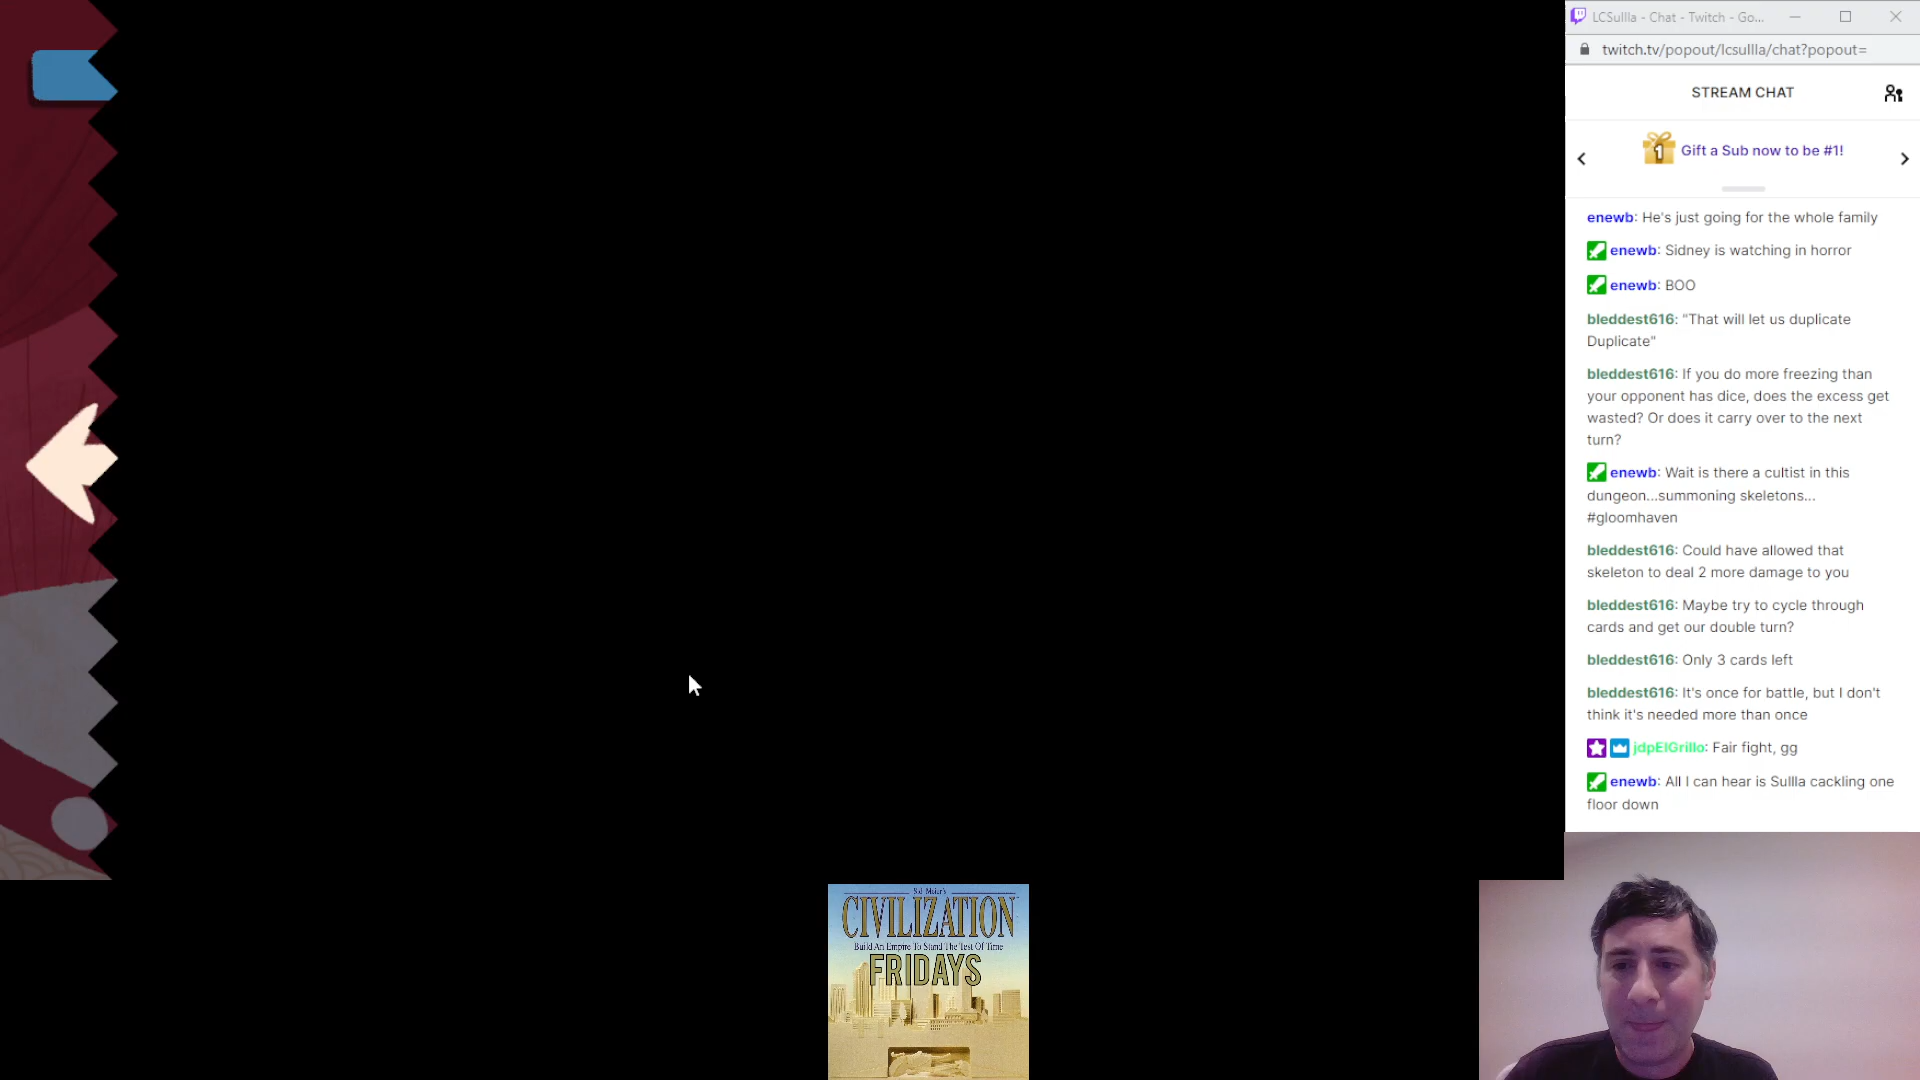 LCSullla - Chat - Twitch - Go...
twitch.tv/popout/lcsullla/chat?popout=
STREAM CHAT
1
Gift a Sub now to be #1!
enewb: He's just going for the whole family
enewb: Sidney is watching in horror
enewb: BOO
bleddest616: "That will let us duplicate
Duplicate"
bleddest616: If you do more freezing than
your opponent has dice, does the excess get
wasted? Or does it carry over to the next
turn?
enewb: Wait is there a cultist in this
dungeon...summoning skeletons...
#gloomhaven
bleddest616: Could have allowed that
skeleton to deal 2 more damage to you
bleddest616: Maybe try to cycle through
cards and get our double turn?
bleddest616: Only 3 cards left
bleddest616: It's once for battle, but I don't
think it's needed more than once
jdpElGrillo: Fair fight, gg
enewb: All I can hear is Sullla cackling one
floor down
Sid Meier's
CIVILIZATION
Build An Empire To Stand The Test Of Time
FRIDAYS